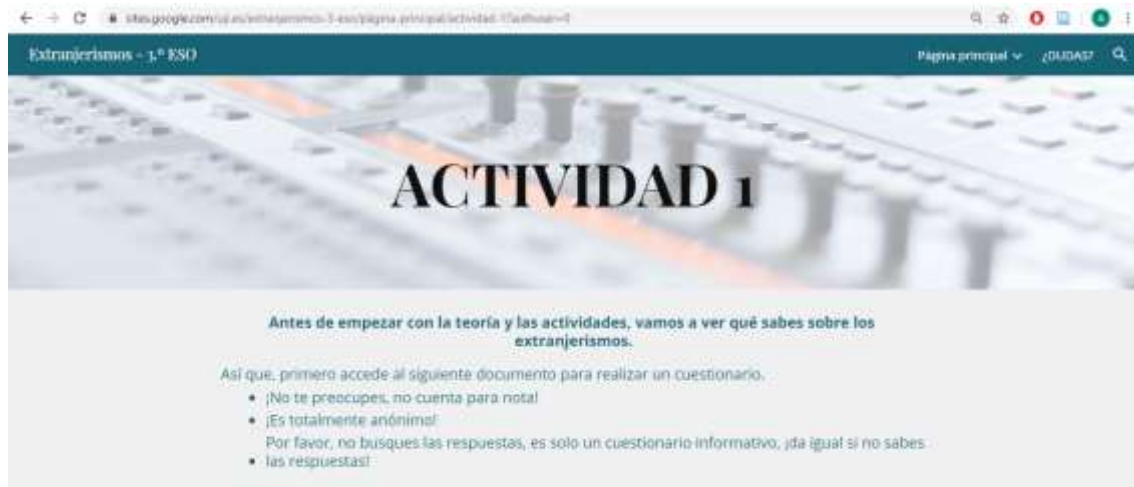 Extranjerismos - 3.º ESO
Página principal
¿DUDAS?
ACTIVIDAD 1
Antes de empezar con la teoría y las actividades, vamos a ver qué sabes sobre los
extranjerismos.
Así que, primero accede al siguiente documento para realizar un cuestionario.
¡No te preocupes, no cuenta para nota!
¡Es totalmente anónimo!
Por favor, no busques las respuestas, es solo un cuestionario informativo, ¡da igual si no sabes
las respuestas!